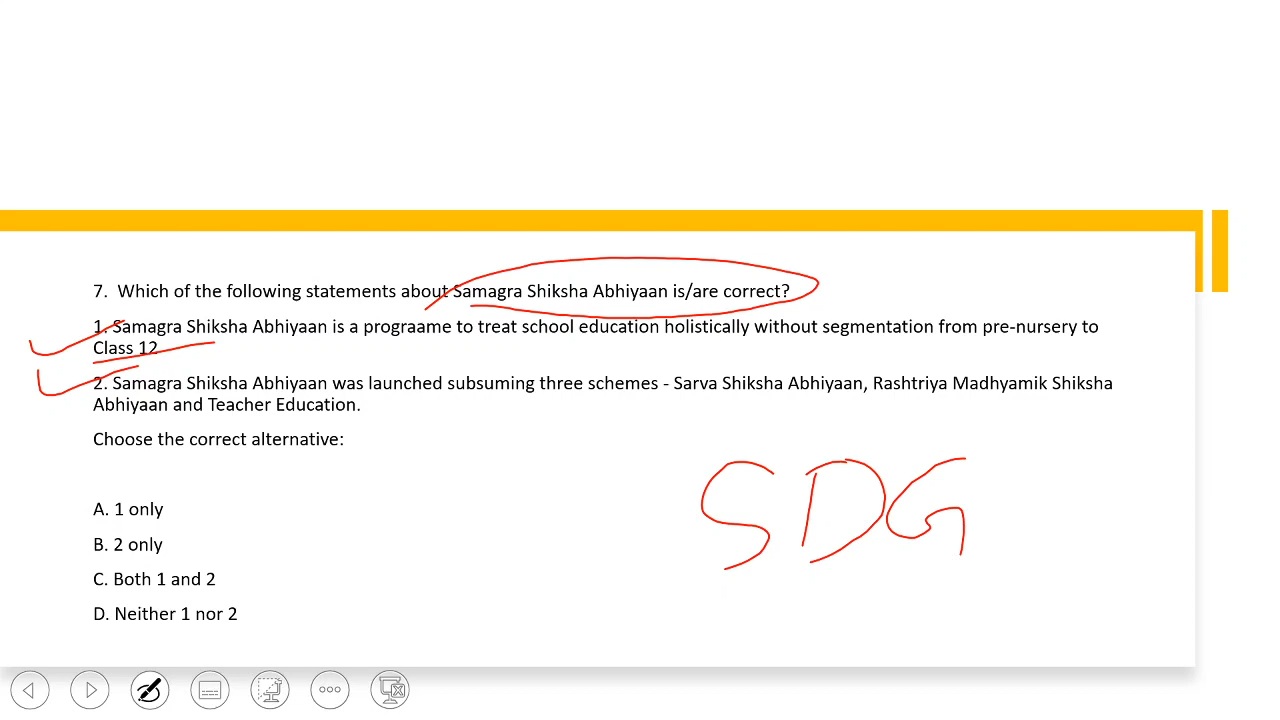 7. Which of the following statements about Samagra Shiksha Abhiyaan is/are correct?
1. Samagra Shiksha Abhiyaan is a prograame to treat school education holistically without segmentation from pre-nursery to
Class 12
2. Samagra Shiksha Abhiyaan was launched subsuming three schemes - Sarva Shiksha Abhiyaan, Rashtriya Madhyamik Shiksha
Abhiyaan and Teacher Education.
Choose the correct alternative:
A. 1 only
SDG
B. 2 only
C. Both 1 and 2
D. Neither 1 nor 2